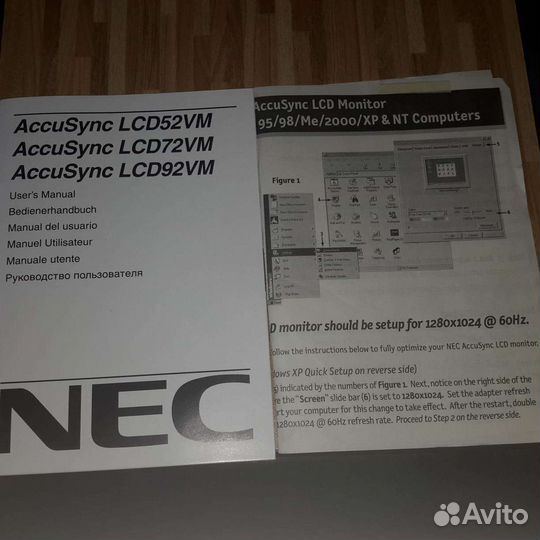 AccuSync LCD52VM
AccuSync LCD72VM
AccuSync LCD92VM
User's Manual
Bedienerhandbuch
Manual del usuario
Manuel Utilisateur
Manuale utente
Руководство пользователя
NEC
AccuSync LCD Monitor
95/98/Me/2000/XP & NT Computers
Figure 1
D monitor should be setup for 1280x1024 @ 60Hz.
ollow the instructions below to fully optimize your NEC AccuSync LCD monitor.
dows XP Quick Setup on reverse side)
s) indicated by the numbers of Figure 1. Next, notice on the right side of the
re the "Screen" slide bar (6) is set to 1280x1024. Set the adapter refresh
rt your computer for this change to take effect. After the restart, double
1280x1024 @ 60Hz refresh rate. Proceed to Step 2 on the reverse side.
Avito